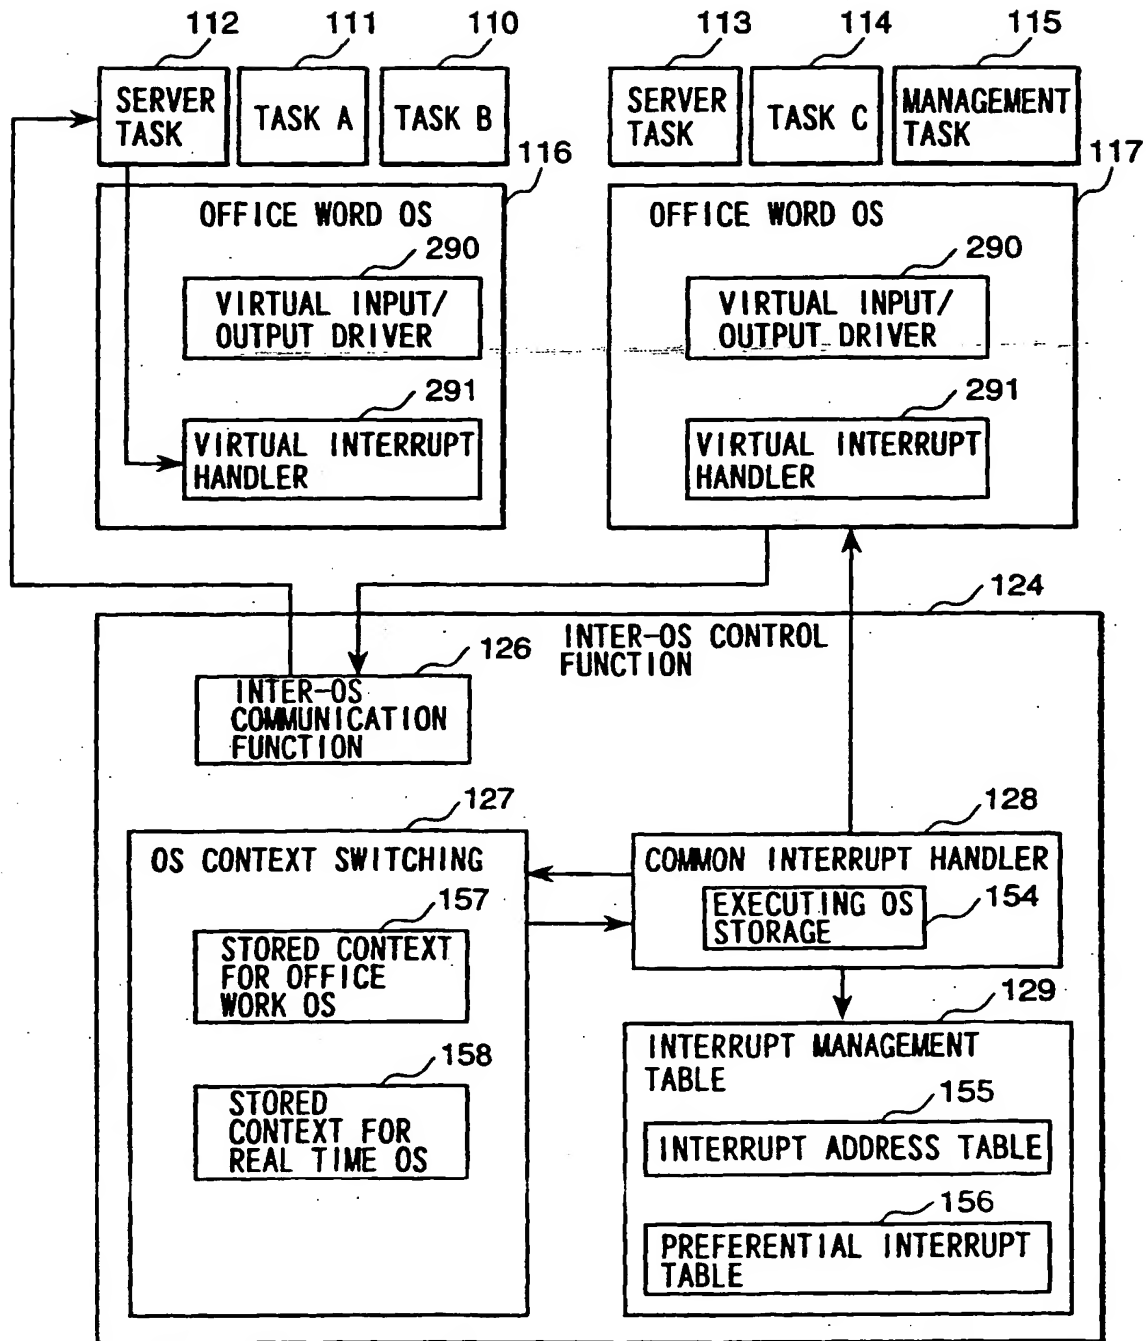 112
111
110
113
114
115
SERVER
TASK
TASK A
TASK B
SERVER
TASK
TASK C
MANAGEMENT
TASK
116
117
OFFICE WORD OS
290
VIRTUAL INPUT/
OUTPUT DRIVER
291
VIRTUAL INTERRUPT
HANDLER
OFFICE WORD OS
290
VIRTUAL INPUT/
OUTPUT DRIVER
291
VIRTUAL INTERRUPT
HANDLER
124
INTER-OS CONTROL
FUNCTION
126
INTER-OS
COMMUNICATION
FUNCTION
127
OS CONTEXT SWITCHING
157
STORED CONTEXT
FOR OFFICE
WORK OS
158
STORED
CONTEXT FOR
REAL TIME OS
128
COMMON INTERRUPT HANDLER
EXECUTING OS
STORAGE
154
129
INTERRUPT MANAGEMENT
TABLE
155
INTERRUPT ADDRESS TABLE
156
PREFERENTIAL INTERRUPT
TABLE